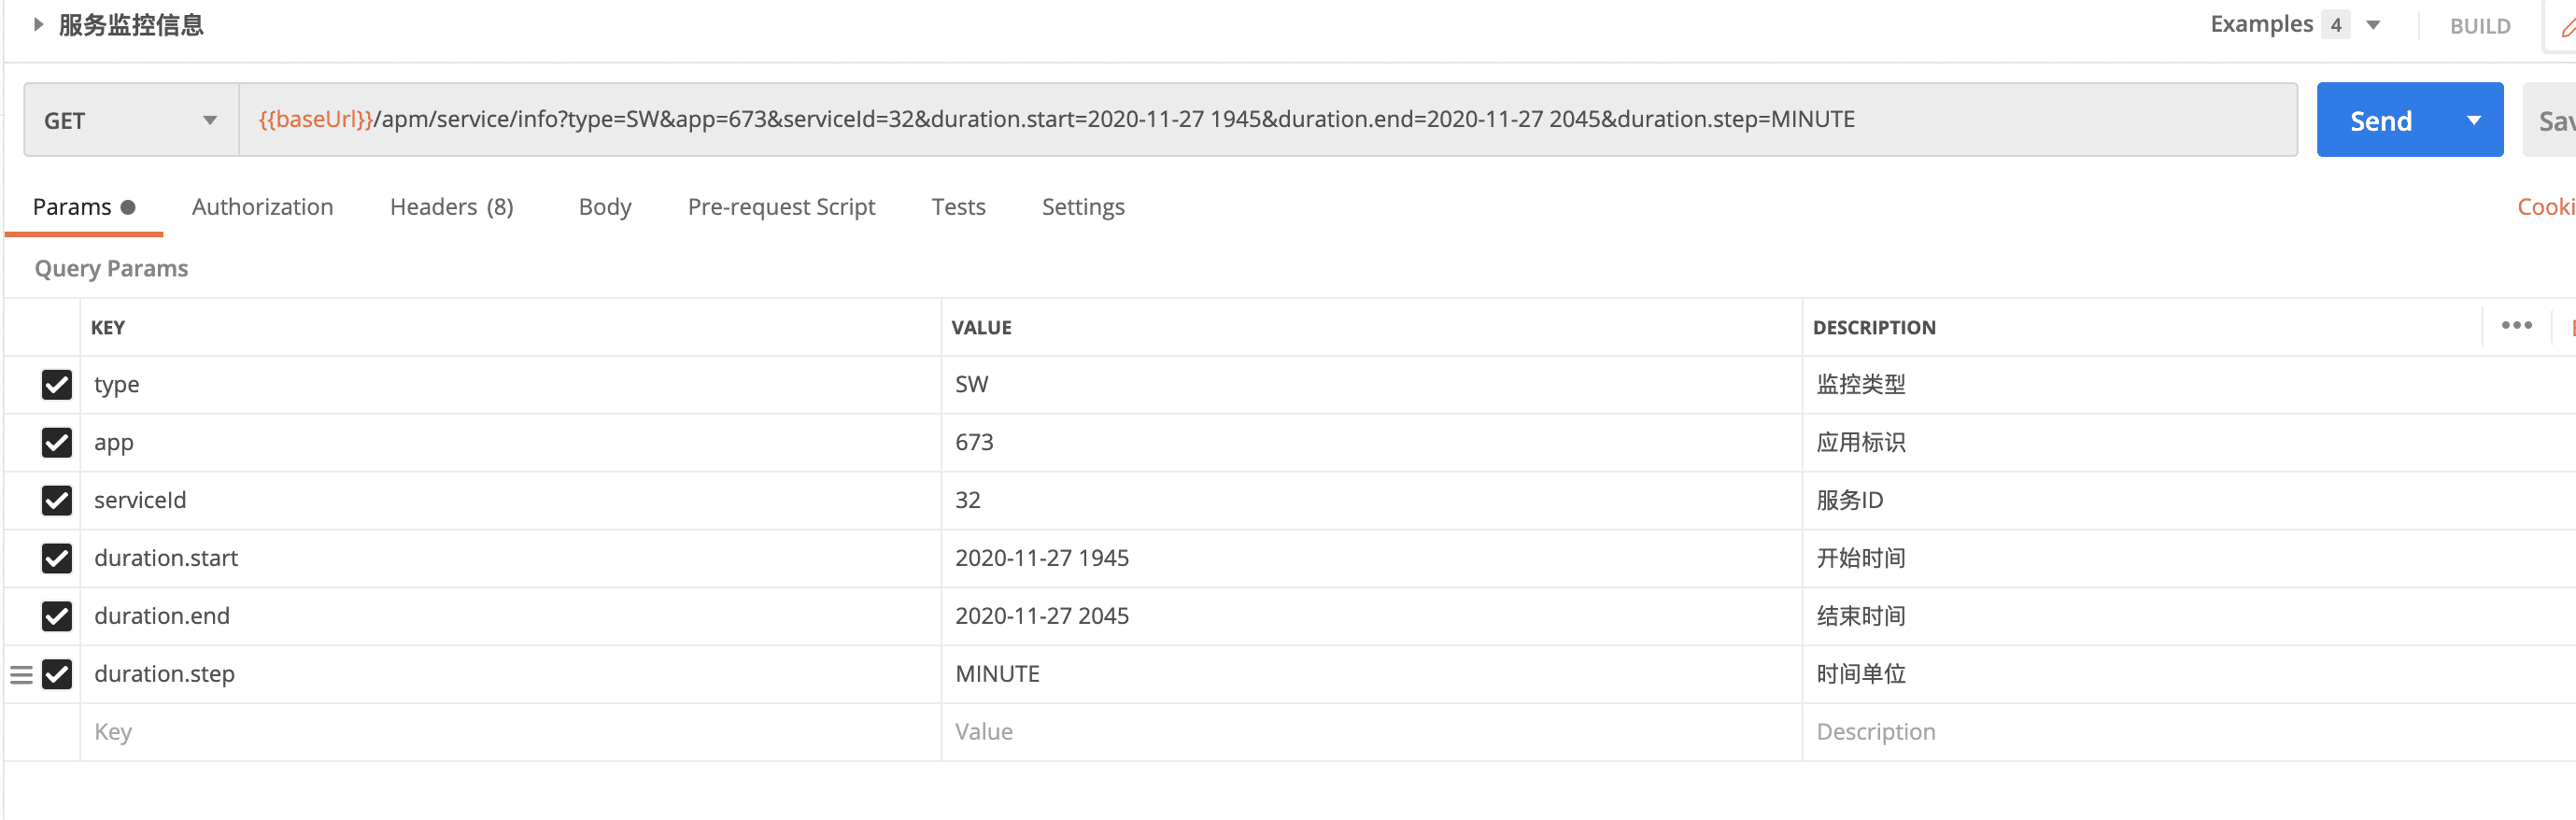 服务监控信息 Examples 4 BUILD
GET {{baseUrl}}/apm/service/info?type=SW&app=673&serviceId=32&duration.start=2020-11-27 1945&duration.end=2020-11-27 2045&duration.step=MINUTE Send Sav
Params Authorization Headers (8) Body Pre-request Script Tests Settings Cooki
Query Params
KEY VALUE DESCRIPTION
type SW 监控类型
app 673 应用标识
serviceId 32 服务ID
duration.start 2020-11-27 1945 开始时间
duration.end 2020-11-27 2045 结束时间
duration.step MINUTE 时间单位
Key Value Description